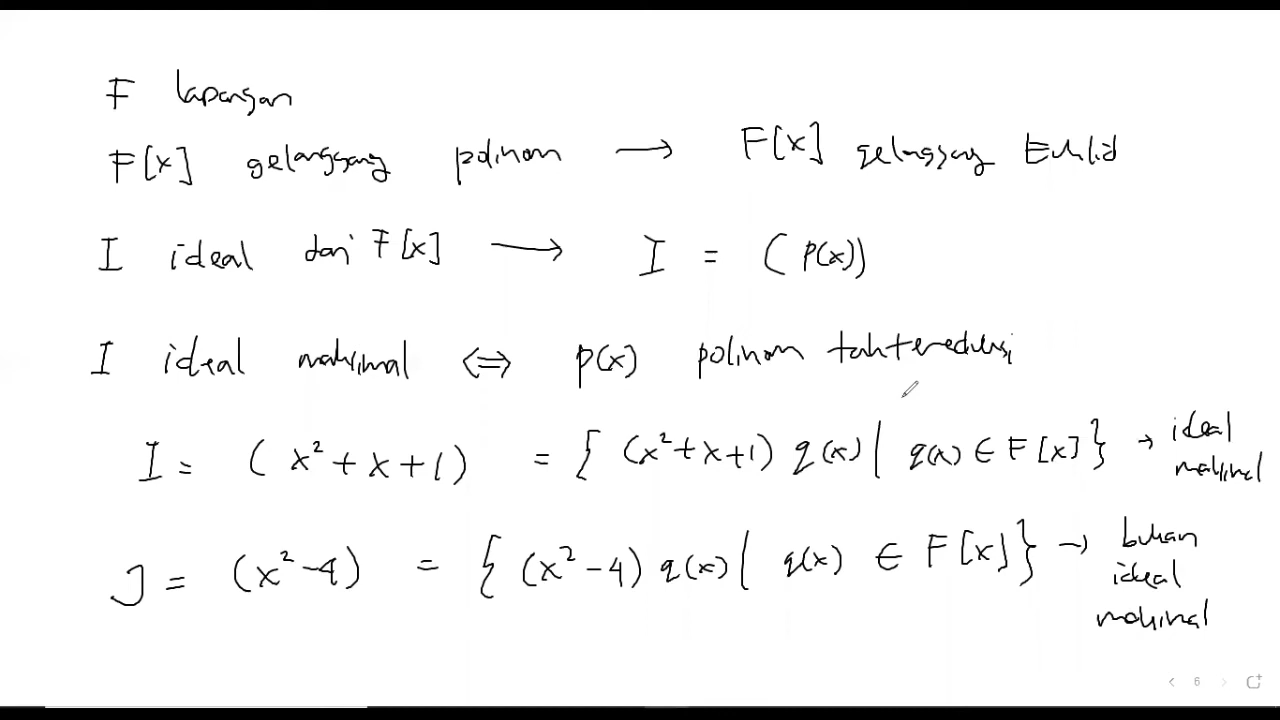 F lapangan
F[x] gelanggang polinom → F[x] gelanggang Euklid
I ideal dari F[x] → I = (p(x))
I ideal maksimal ⇔ p(x) polinom taktereduksi
I = (x²+x+1) = {(x²+x+1) q(x) | q(x) ∈ F[x]} → ideal maksimal
J = (x²-4) = {(x²-4) q(x) | q(x) ∈ F[x]} → bukan ideal maksimal
6